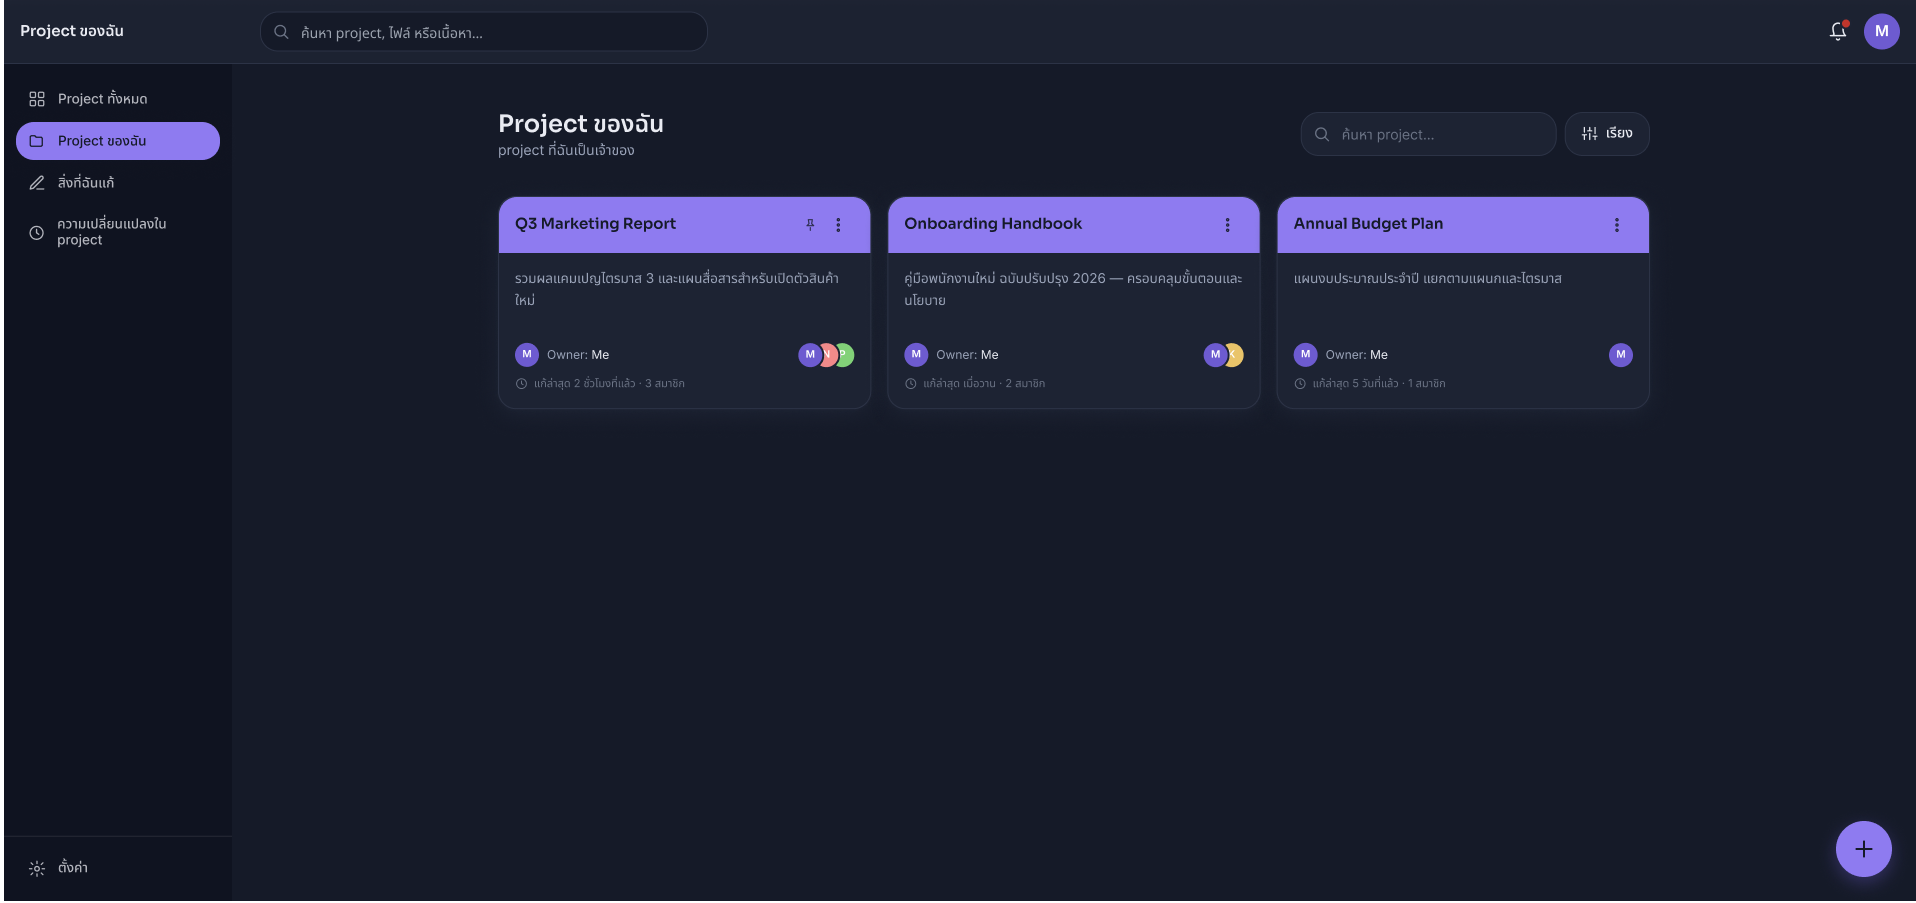 Project ของฉัน
ค้นหา project, ไฟล์ หรือเนื้อหา...
M
Project ทั้งหมด
Project ของฉัน
สิ่งที่ฉันแก้
ความเปลี่ยนแปลงใน
project
ตั้งค่า
Project ของฉัน
project ที่ฉันเป็นเจ้าของ
ค้นหา project...
เรียง
Q3 Marketing Report
รวมผลแคมเปญไตรมาส 3 และแผนสื่อสารสำหรับเปิดตัวสินค้า
ใหม่
M Owner: Me M N P
แก้ล่าสุด 2 ชั่วโมงที่แล้ว · 3 สมาชิก
Onboarding Handbook
คู่มือพนักงานใหม่ ฉบับปรับปรุง 2026 — ครอบคลุมขั้นตอนและ
นโยบาย
M Owner: Me M K
แก้ล่าสุด เมื่อวาน · 2 สมาชิก
Annual Budget Plan
แผนงบประมาณประจำปี แยกตามแผนกและไตรมาส
M Owner: Me M
แก้ล่าสุด 5 วันที่แล้ว · 1 สมาชิก